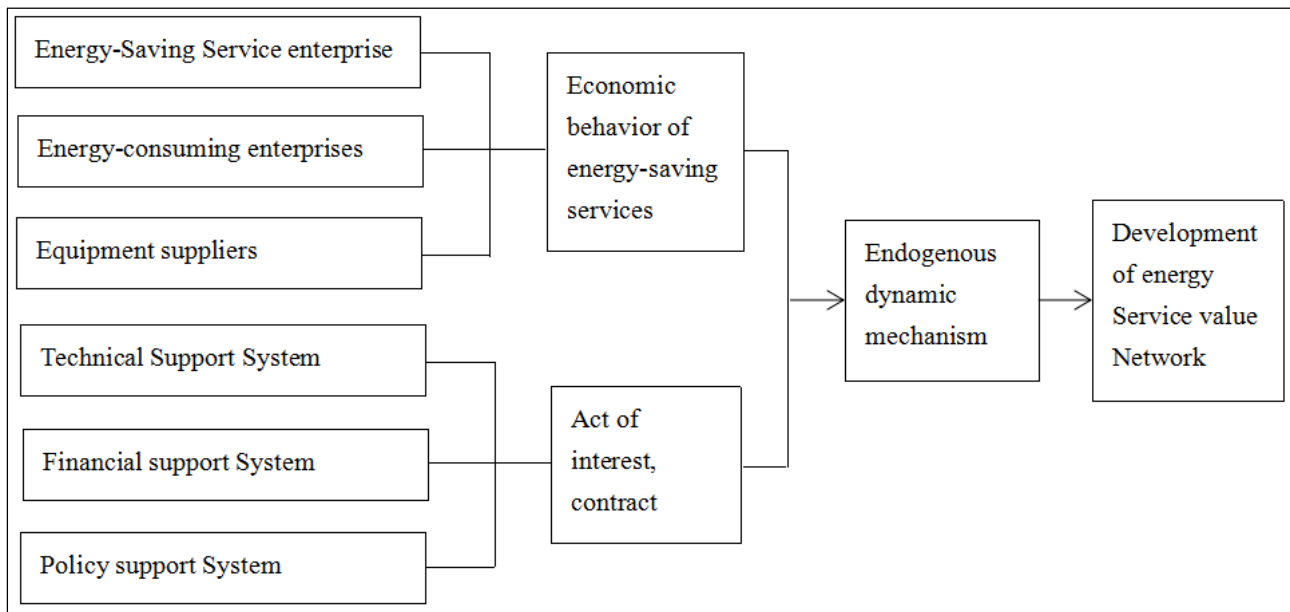 Energy-Saving Service enterprise
Energy-consuming enterprises
Equipment suppliers
Technical Support System
Financial support System
Policy support System
Economic
behavior of
energy-saving
services
Act of
interest,
contract
Endogenous
dynamic
mechanism
Development
of energy
Service value
Network